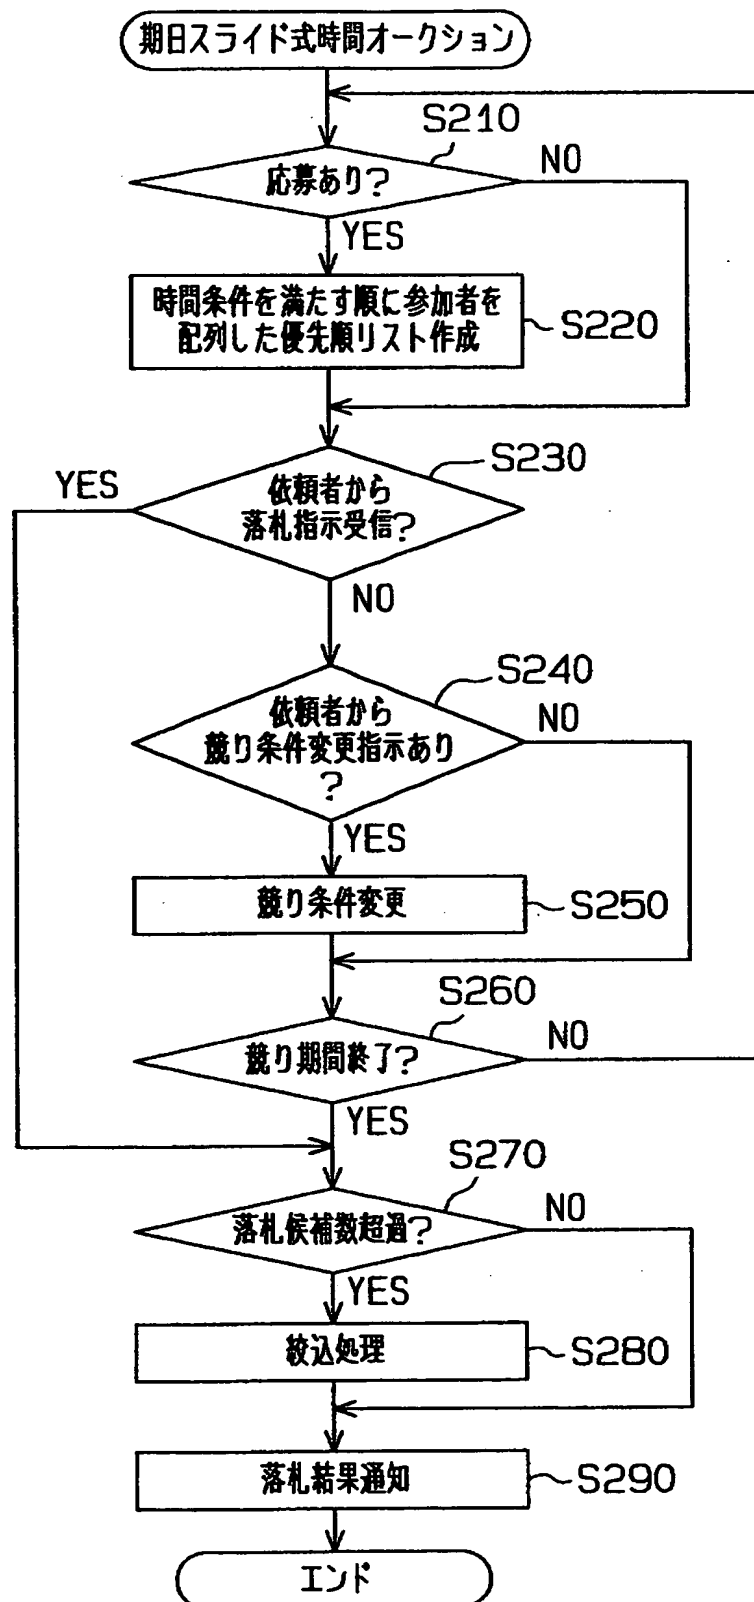 期日スライド式時間オークション
S210
応募あり?
NO
YES
時間条件を満たす順に参加者を
配列した優先順リスト作成
S220
S230
YES
依頼者から
落札指示受信?
NO
S240
依頼者から
競り条件変更指示あり
?
NO
YES
競り条件変更
S250
S260
競り期間終了?
NO
YES
S270
落札候補数超過?
NO
YES
絞込処理
S280
落札結果通知
S290
エンド